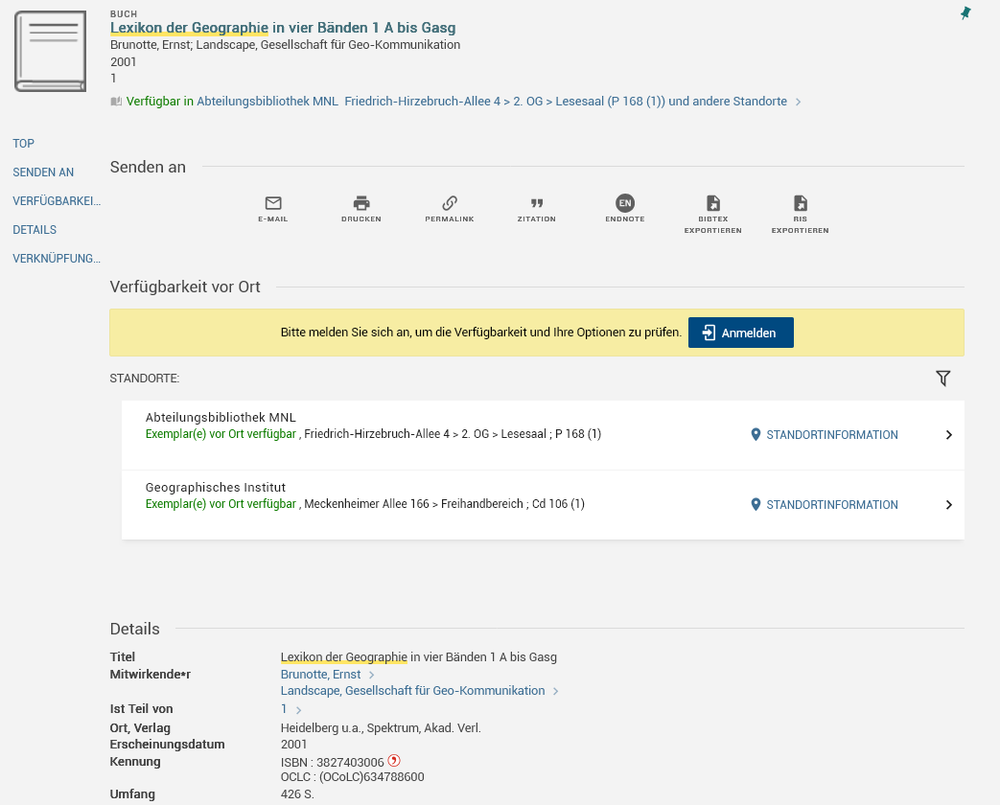 BUCH
Lexikon der Geographie in vier Bänden 1 A bis Gasg
Brunotte, Ernst; Landscape, Gesellschaft für Geo-Kommunikation
2001
1
Verfügbar in Abteilungsbibliothek MNL Friedrich-Hirzebruch-Allee 4 > 2. OG > Lesesaal (P 168 (1)) und andere Standorte
TOP
SENDEN AN
VERFÜGBARKEI...
DETAILS
VERKNÜPFUNG...
Senden an
E-MAIL
DRUCKEN
PERMALINK
ZITATION
EN
ENDNOTE
BIBTEX
EXPORTIEREN
RIS
EXPORTIEREN
Verfügbarkeit vor Ort
Bitte melden Sie sich an, um die Verfügbarkeit und Ihre Optionen zu prüfen. Anmelden
STANDORTE:
Abteilungsbibliothek MNL
Exemplar(e) vor Ort verfügbar , Friedrich-Hirzebruch-Allee 4 > 2. OG > Lesesaal ; P 168 (1) STANDORTINFORMATION
Geographisches Institut
Exemplar(e) vor Ort verfügbar , Meckenheimer Allee 166 > Freihandbereich ; Cd 106 (1) STANDORTINFORMATION
Details
Titel Lexikon der Geographie in vier Bänden 1 A bis Gasg
Mitwirkende*r Brunotte, Ernst
Landscape, Gesellschaft für Geo-Kommunikation
Ist Teil von 1
Ort, Verlag Heidelberg u.a., Spektrum, Akad. Verl.
Erscheinungsdatum 2001
Kennung ISBN : 3827403006
OCLC : (OCoLC)634788600
Umfang 426 S.